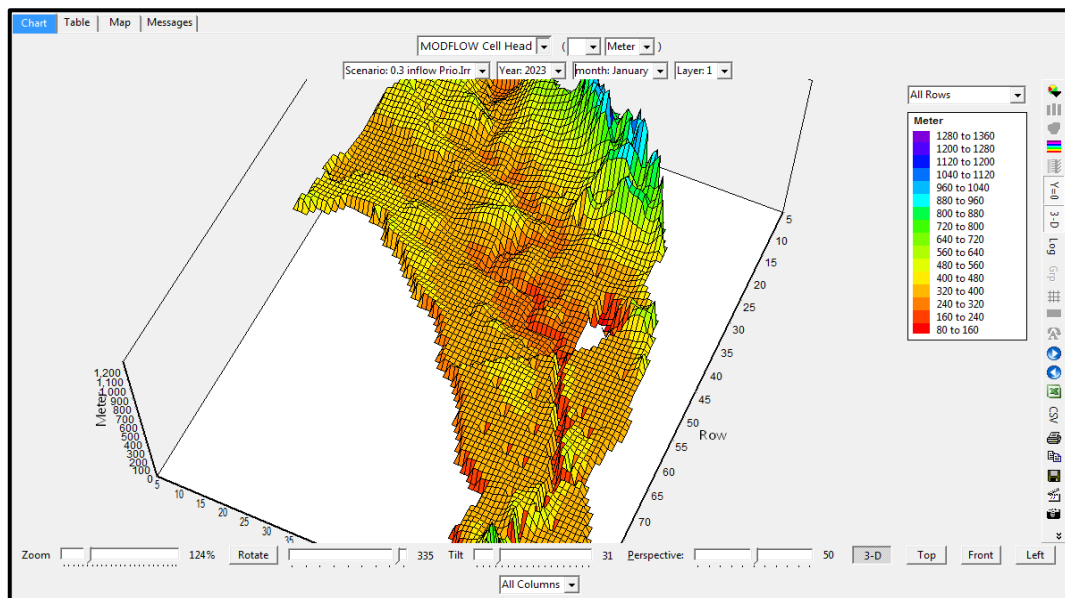 Chart Table Map Messages
MODFLOW Cell Head ( Meter )
Scenario: 0.3 inflow Prio.Irr Year: 2023 month: January Layer: 1
All Rows
Meter
1280 to 1360
1200 to 1280
1120 to 1200
1040 to 1120
960 to 1040
880 to 960
800 to 880
720 to 800
640 to 720
560 to 640
480 to 560
400 to 480
320 to 400
240 to 320
160 to 240
80 to 160
Y=0
3-D
Log
Grp
CSV
5
10
15
20
25
30
35
40
45
50
Row
55
60
65
70
1,200
1,100
1,000
900
800
700
600
500
400
300
200
100
0
Meter
5
10
15
20
25
30
35
Zoom 124% Rotate 335 Tilt 31 Perspective: 50 3-D Top Front Left
All Columns